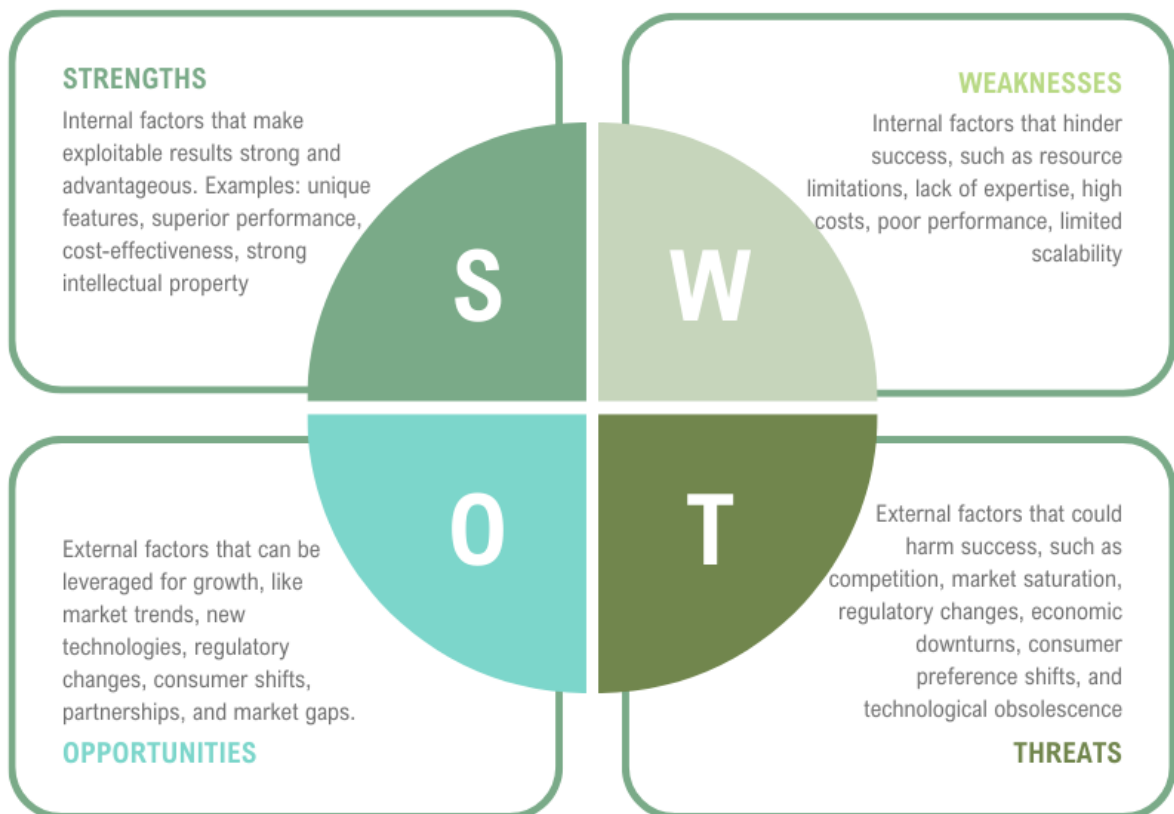 STRENGTHS
Internal factors that make
exploitable results strong and
advantageous. Examples: unique
features, superior performance,
cost-effectiveness, strong
intellectual property
WEAKNESSES
Internal factors that hinder
success, such as resource
limitations, lack of expertise, high
costs, poor performance, limited
scalability
S
W
O
T
External factors that can be
leveraged for growth, like
market trends, new
technologies, regulatory
changes, consumer shifts,
partnerships, and market gaps.
OPPORTUNITIES
External factors that could
harm success, such as
competition, market saturation,
regulatory changes, economic
downturns, consumer
preference shifts, and
technological obsolescence
THREATS